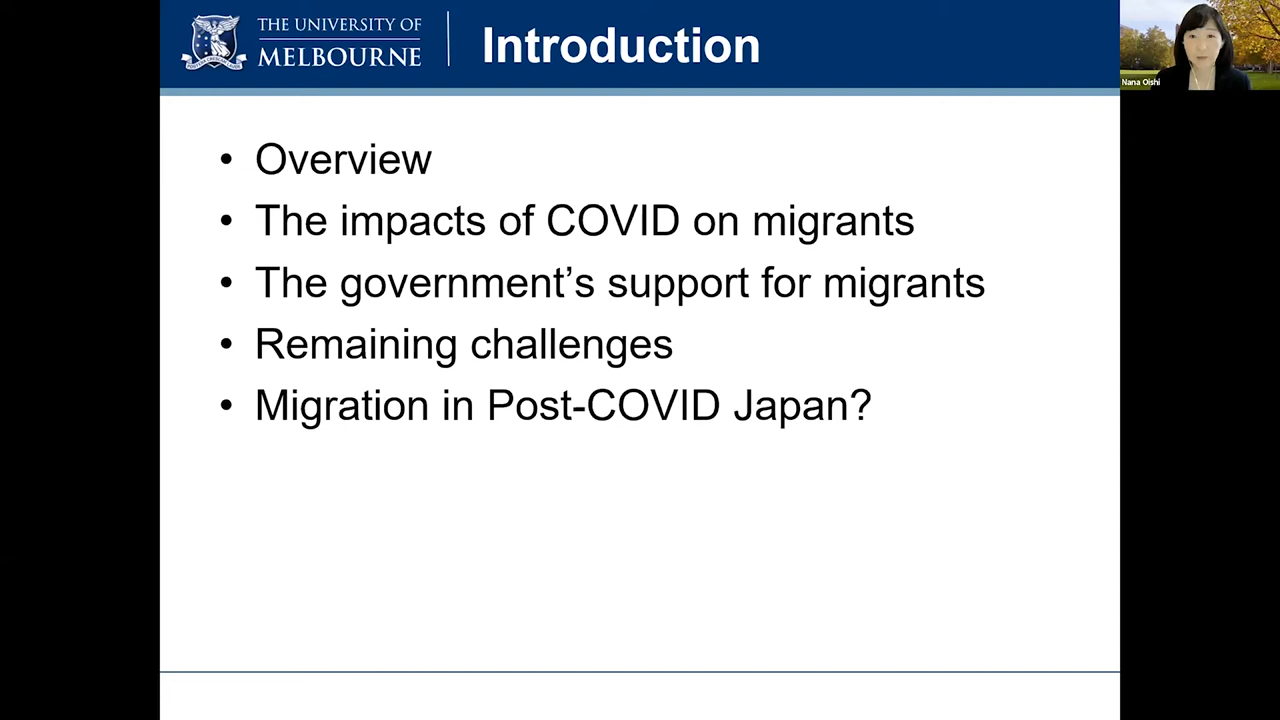 THE UNIVERSITY OF
MELBOURNE
Introduction
Nana Oishi
• Overview
• The impacts of COVID on migrants
• The government’s support for migrants
• Remaining challenges
• Migration in Post-COVID Japan?